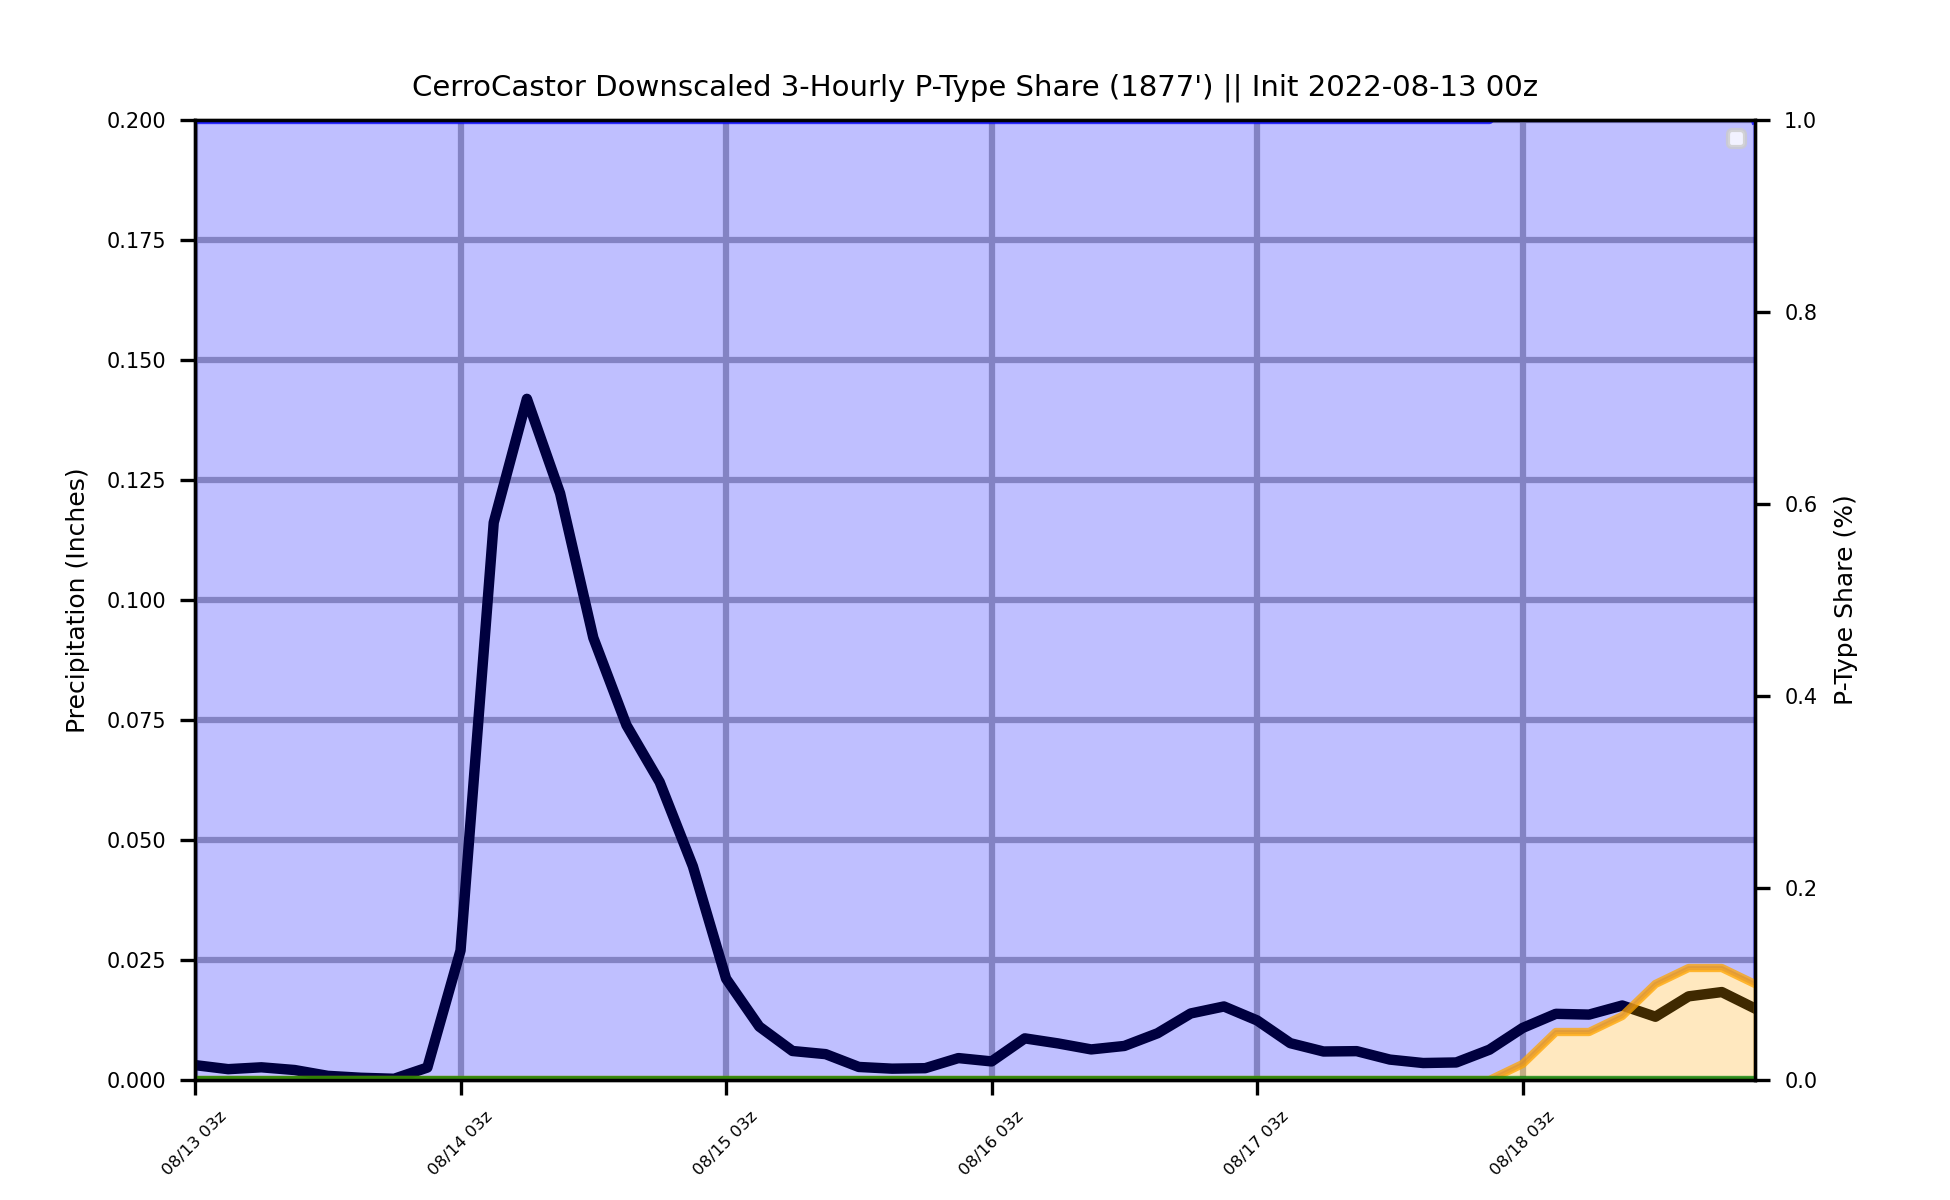 CerroCastor Downscaled 3-Hourly P-Type Share (1877') || Init 2022-08-13 00z
0.200
0.175
0.150
0.125
0.100
0.075
0.050
0.025
0.000
Precipitation (Inches)
1.0
0.8
0.6
0.4
0.2
0.0
P-Type Share (%)
08/13 03z
08/14 03z
08/15 03z
08/16 03z
08/17 03z
08/18 03z